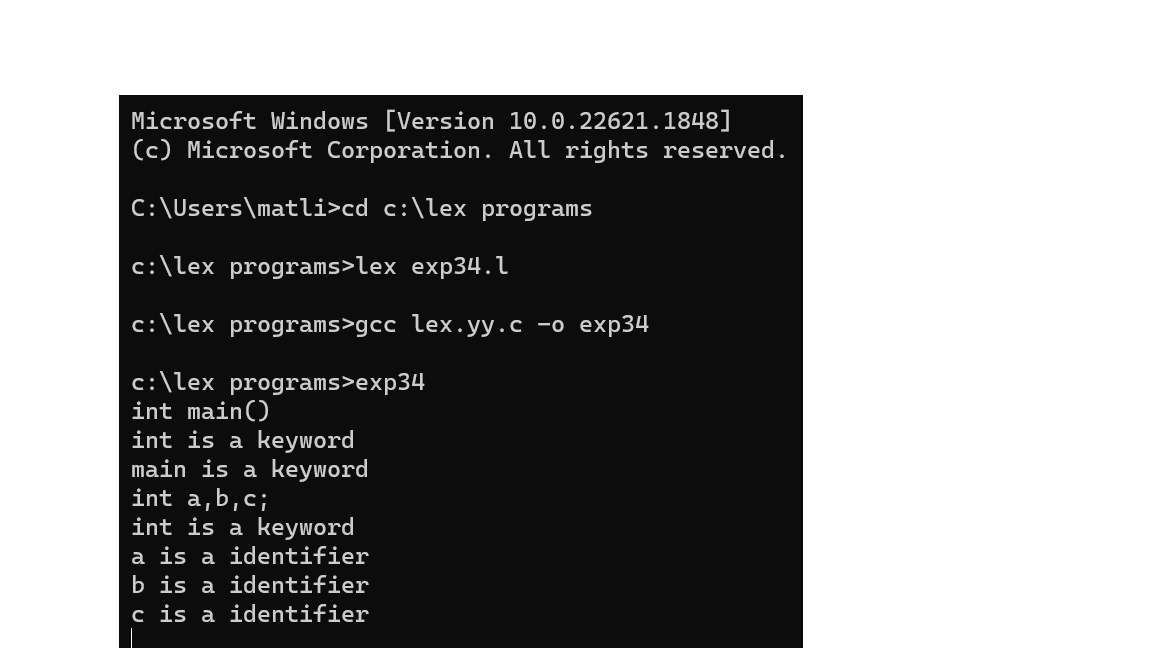 Microsoft Windows [Version 10.0.22621.1848]
(c) Microsoft Corporation. All rights reserved.
C:\Users\matli>cd c:\lex programs
c:\lex programs>lex exp34.l
c:\lex programs>gcc lex.yy.c -o exp34
c:\lex programs>exp34
int main()
int is a keyword
main is a keyword
int a,b,c;
int is a keyword
a is a identifier
b is a identifier
c is a identifier